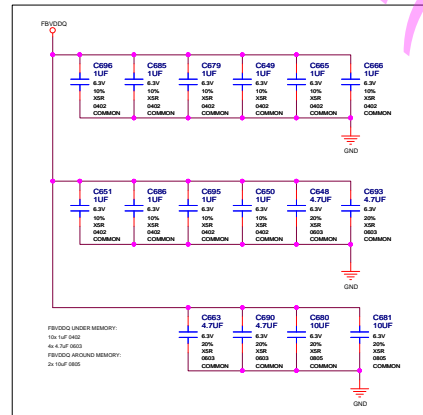 FBVDDQ
C696 C685 C679 C649 C665 C666
1UF 1UF 1UF 1UF 1UF 1UF
6.3V 6.3V 6.3V 6.3V 6.3V 6.3V
10% 10% 10% 10% 10% 10%
X5R X5R X5R X5R X5R X5R
0402 0402 0402 0402 0402 0402
COMMON COMMON COMMON COMMON COMMON COMMON
GND
C651 C686 C695 C650 C648 C693
1UF 1UF 1UF 1UF 4.7UF 4.7UF
6.3V 6.3V 6.3V 6.3V 6.3V 6.3V
10% 10% 10% 10% 20% 20%
X5R X5R X5R X5R X5R X5R
0402 0402 0402 0402 0603 0603
COMMON COMMON COMMON COMMON COMMON COMMON
GND
C663 C690 C680 C681
4.7UF 4.7UF 10UF 10UF
6.3V 6.3V 6.3V 6.3V
20% 20% 20% 20%
X5R X5R X5R X5R
0603 0603 0805 0805
COMMON COMMON COMMON COMMON
GND
FBVDDQ UNDER MEMORY:
10x 1uF 0402
4x 4.7uF 0603
FBVDDQ AROUND MEMORY:
2x 10uF 0805